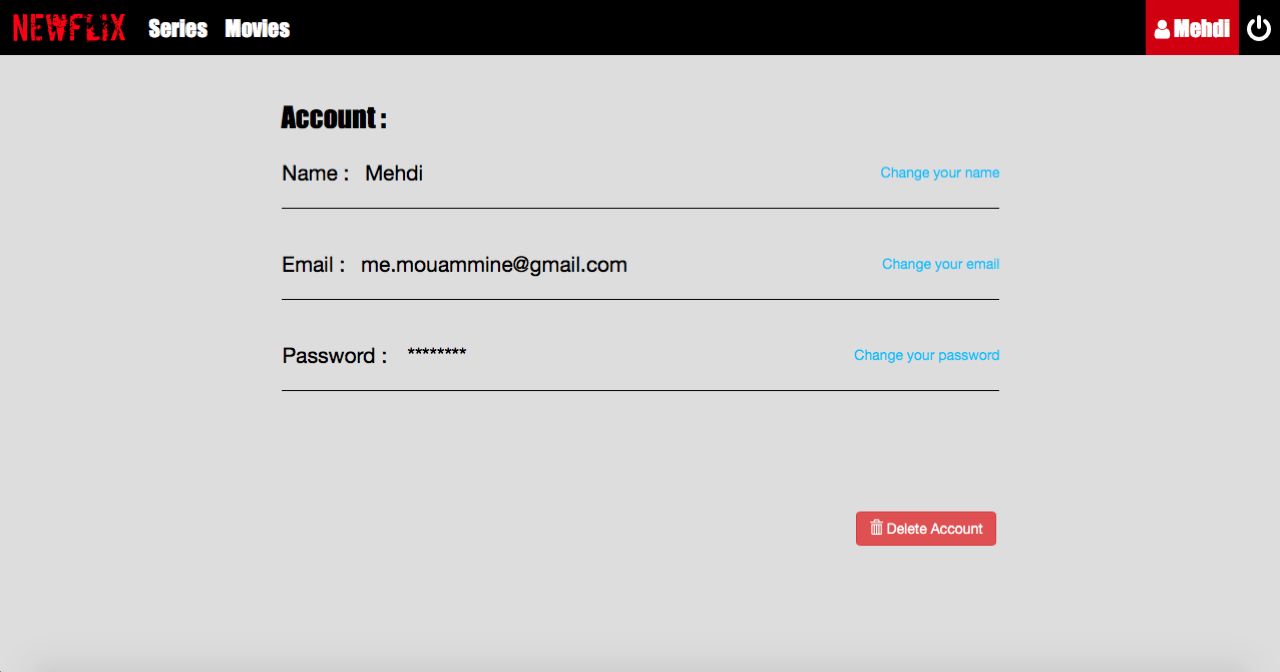 NEWFLIX Series Movies Mehdi
Account :
Name : Mehdi Change your name
Email : me.mouammine@gmail.com Change your email
Password : ******** Change your password
Delete Account